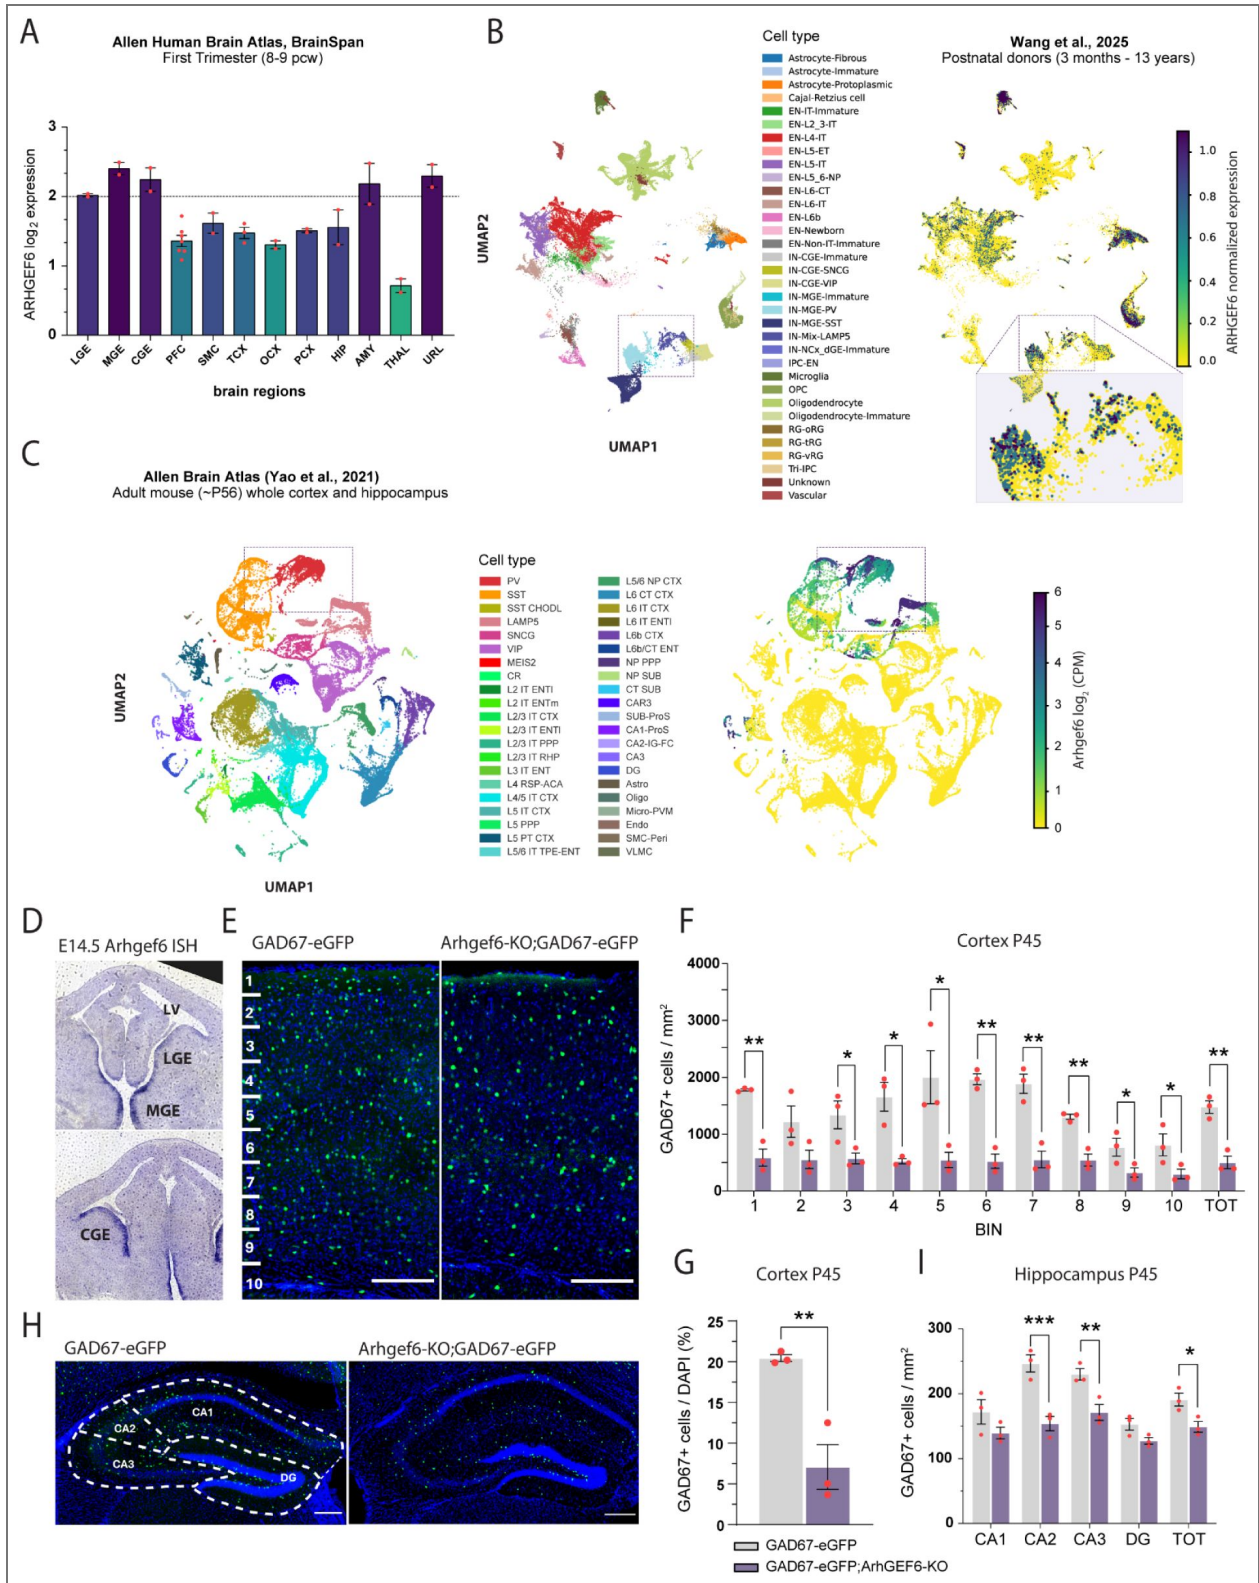 A
Allen Human Brain Atlas, BrainSpan
First Trimester (8-9 pcw)
ARHGEF6 log2 expression
3
2
1
0
LGE
MGE
CGE
PFC
SMC
TCX
OCX
PCX
HIP
AMY
THAL
URL
brain regions
B
Cell type
Astrocyte-Fibrous
Astrocyte-Immature
Astrocyte-Protoplasmic
Cajal-Retzius cell
EN-IT-Immature
EN-L2_3-IT
EN-L4-IT
EN-L5-ET
EN-L5-IT
EN-L5_6-NP
EN-L6-CT
EN-L6-IT
EN-L6b
EN-Newborn
EN-Non-IT-Immature
IN-CGE-Immature
IN-CGE-SNCG
IN-CGE-VIP
IN-MGE-Immature
IN-MGE-PV
IN-MGE-SST
IN-Mix-LAMP5
IN-NCx_dGE-Immature
IPC-EN
Microglia
OPC
Oligodendrocyte
Oligodendrocyte-Immature
RG-oRG
RG-tRG
RG-vRG
Tri-IPC
Unknown
Vascular
UMAP2
UMAP1
Wang et al., 2025
Postnatal donors (3 months - 13 years)
1.0
0.8
0.6
0.4
0.2
0.0
ARHGEF6 normalized expression
C
Allen Brain Atlas (Yao et al., 2021)
Adult mouse (~P56) whole cortex and hippocampus
UMAP2
UMAP1
Cell type
PV
SST
SST CHODL
LAMP5
SNCG
VIP
MEIS2
CR
L2 IT ENTl
L2 IT ENTm
L2/3 IT CTX
L2/3 IT ENTl
L2/3 IT PPP
L2/3 IT RHP
L3 IT ENT
L4 RSP-ACA
L4/5 IT CTX
L5 IT CTX
L5 PPP
L5 PT CTX
L5/6 IT TPE-ENT
L5/6 NP CTX
L6 CT CTX
L6 IT CTX
L6 IT ENTl
L6b CTX
L6b/CT ENT
NP PPP
NP SUB
CT SUB
CAR3
SUB-ProS
CA1-ProS
CA2-IG-FC
CA3
DG
Astro
Oligo
Micro-PVM
Endo
SMC-Peri
VLMC
6
5
4
3
2
1
0
Arhgef6 log2 (CPM)
D
E14.5 Arhgef6 ISH
LV
LGE
MGE
CGE
E
GAD67-eGFP
Arhgef6-KO;GAD67-eGFP
1
2
3
4
5
6
7
8
9
10
F
Cortex P45
GAD67+ cells / mm2
4000
3000
2000
1000
0
** * * * ** ** ** * * **
1 2 3 4 5 6 7 8 9 10 TOT
BIN
G
Cortex P45
GAD67+ cells / DAPI (%)
25
20
15
10
5
0
**
GAD67-eGFP
GAD67-eGFP;ArhGEF6-KO
H
GAD67-eGFP
Arhgef6-KO;GAD67-eGFP
CA1
CA2
CA3
DG
I
Hippocampus P45
GAD67+ cells / mm2
300
200
100
0
*** ** *
CA1 CA2 CA3 DG TOT